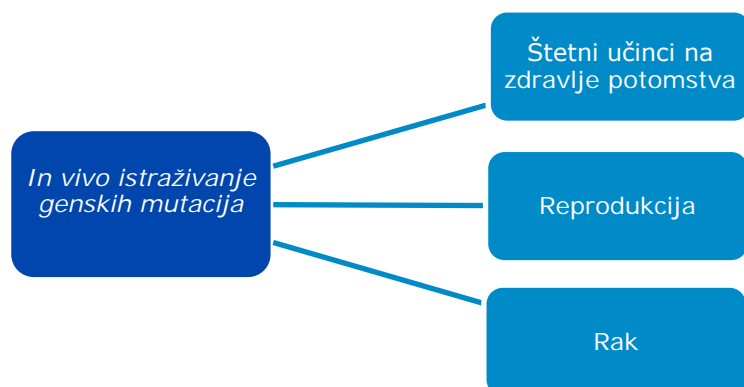 In vivo istraživanje
genskih mutacija
Štetni učinci na
zdravlje potomstva
Reprodukcija
Rak